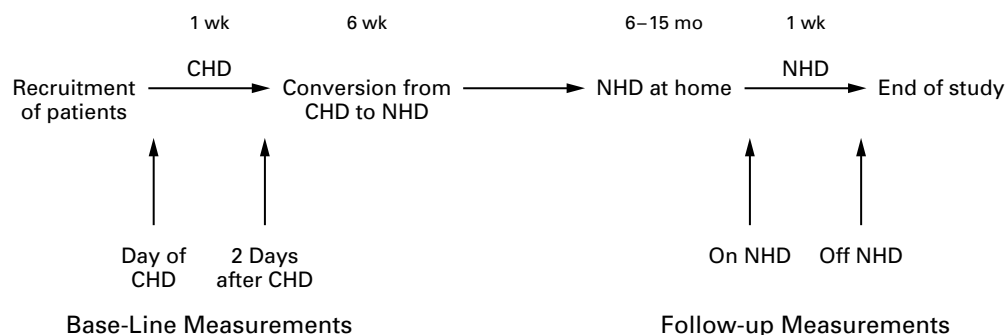 1 wk 6 wk 6–15 mo 1 wk
CHD NHD
Recruitment
of patients
Conversion from
CHD to NHD
NHD at home
End of study
Day of
CHD
2 Days
after CHD
On NHD
Off NHD
Base-Line Measurements
Follow-up Measurements